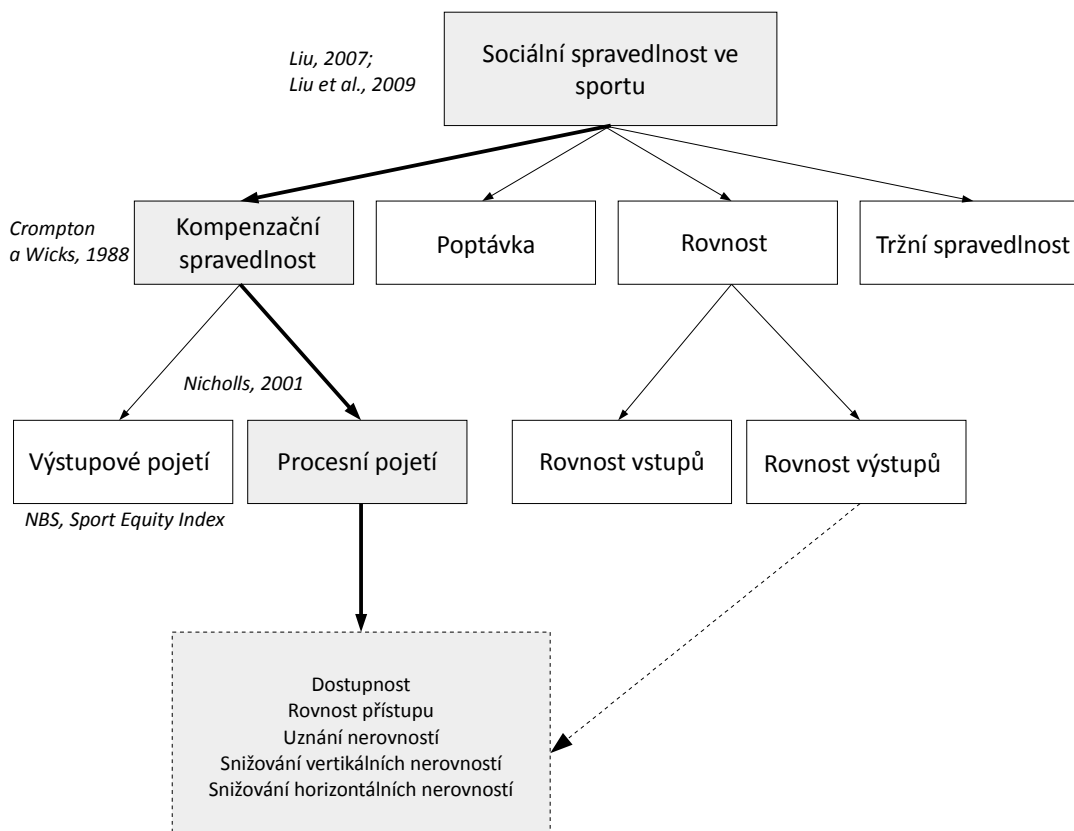 Liu, 2007;
Liu et al., 2009
Sociální spravedlnost ve
sportu
Crompton
a Wicks, 1988
Kompenzační
spravedlnost
Poptávka
Rovnost
Tržní spravedlnost
Nicholls, 2001
Výstupové pojetí
Procesní pojetí
Rovnost vstupů
Rovnost výstupů
NBS, Sport Equity Index
Dostupnost
Rovnost přístupu
Uznání nerovností
Snižování vertikálních nerovností
Snižování horizontálních nerovností